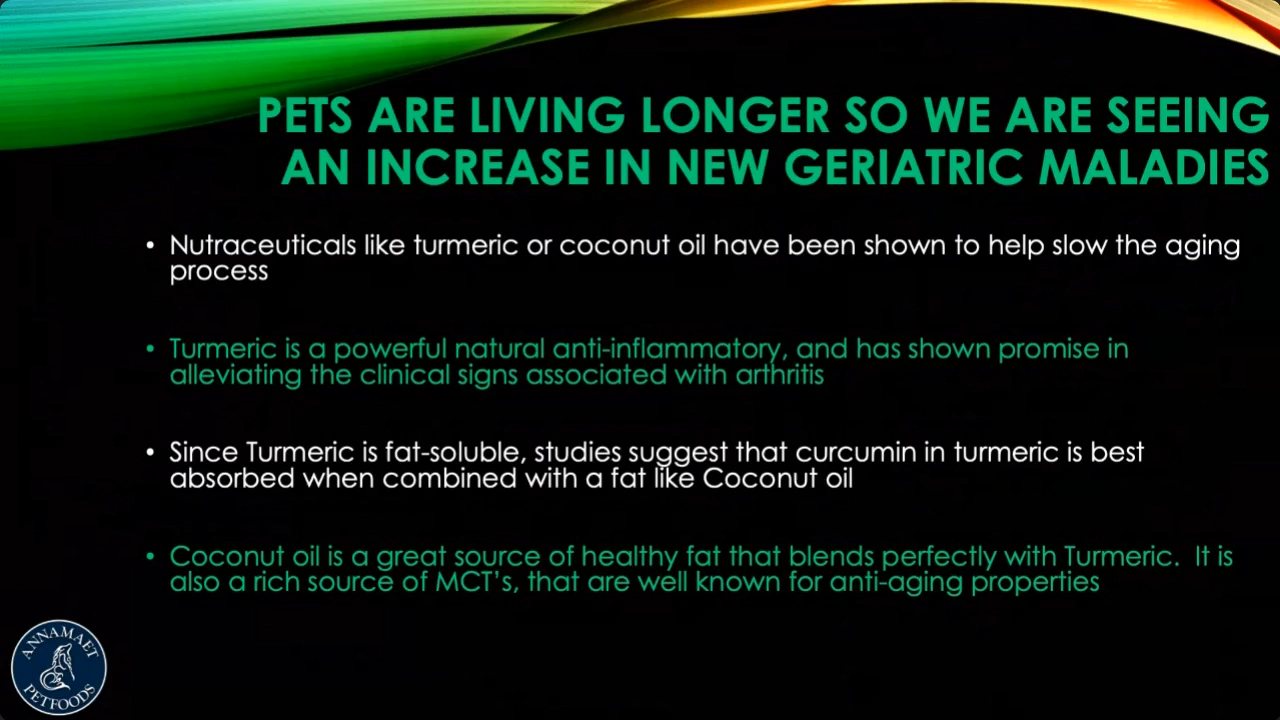 PETS ARE LIVING LONGER SO WE ARE SEEING
AN INCREASE IN NEW GERIATRIC MALADIES
• Nutraceuticals like turmeric or coconut oil have been shown to help slow the aging
process
• Turmeric is a powerful natural anti-inflammatory, and has shown promise in
alleviating the clinical signs associated with arthritis
• Since Turmeric is fat-soluble, studies suggest that curcumin in turmeric is best
absorbed when combined with a fat like Coconut oil
• Coconut oil is a great source of healthy fat that blends perfectly with Turmeric.  It is
also a rich source of MCT’s, that are well known for anti-aging properties
ANNAMAET
PETFOODS